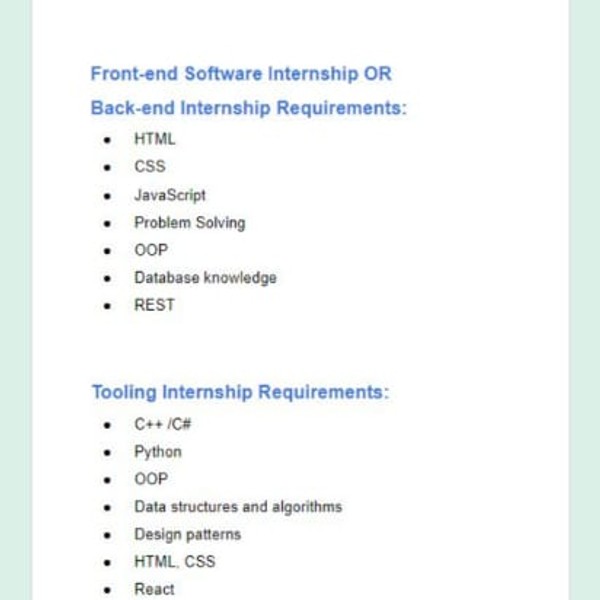 Front-end Software Internship OR
Back-end Internship Requirements:
• HTML
• CSS
• JavaScript
• Problem Solving
• OOP
• Database knowledge
• REST
Tooling Internship Requirements:
• C++ /C#
• Python
• OOP
• Data structures and algorithms
• Design patterns
• HTML, CSS
• React